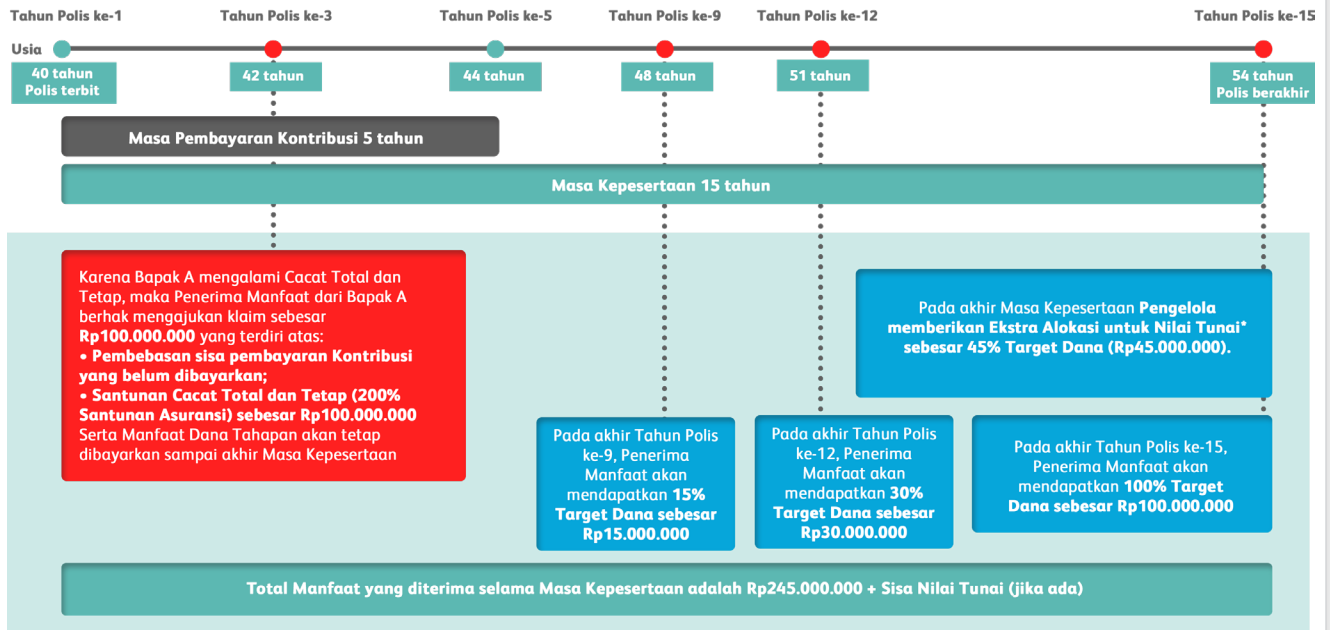 Tahun Polis ke-1
Tahun Polis ke-3
Tahun Polis ke-5
Tahun Polis ke-9
Tahun Polis ke-12
Tahun Polis ke-15
Usia
40 tahun
Polis terbit
42 tahun
44 tahun
48 tahun
51 tahun
54 tahun
Polis berakhir
Masa Pembayaran Kontribusi 5 tahun
Masa Kepesertaan 15 tahun
Karena Bapak A mengalami Cacat Total dan
Tetap, maka Penerima Manfaat dari Bapak A
berhak mengajukan klaim sebesar
Rp100.000.000 yang terdiri atas:
• Pembebasan sisa pembayaran Kontribusi
yang belum dibayarkan;
• Santunan Cacat Total dan Tetap (200%
Santunan Asuransi) sebesar Rp100.000.000
Serta Manfaat Dana Tahapan akan tetap
dibayarkan sampai akhir Masa Kepesertaan
Pada akhir Masa Kepesertaan Pengelola
memberikan Ekstra Alokasi untuk Nilai Tunai*
sebesar 45% Target Dana (Rp45.000.000).
Pada akhir Tahun Polis
ke-9, Penerima
Manfaat akan
mendapatkan 15%
Target Dana sebesar
Rp15.000.000
Pada akhir Tahun Polis
ke-12, Penerima
Manfaat akan
mendapatkan 30%
Target Dana sebesar
Rp30.000.000
Pada akhir Tahun Polis ke-15,
Penerima Manfaat akan
mendapatkan 100% Target
Dana sebesar Rp100.000.000
Total Manfaat yang diterima selama Masa Kepesertaan adalah Rp245.000.000 + Sisa Nilai Tunai (jika ada)